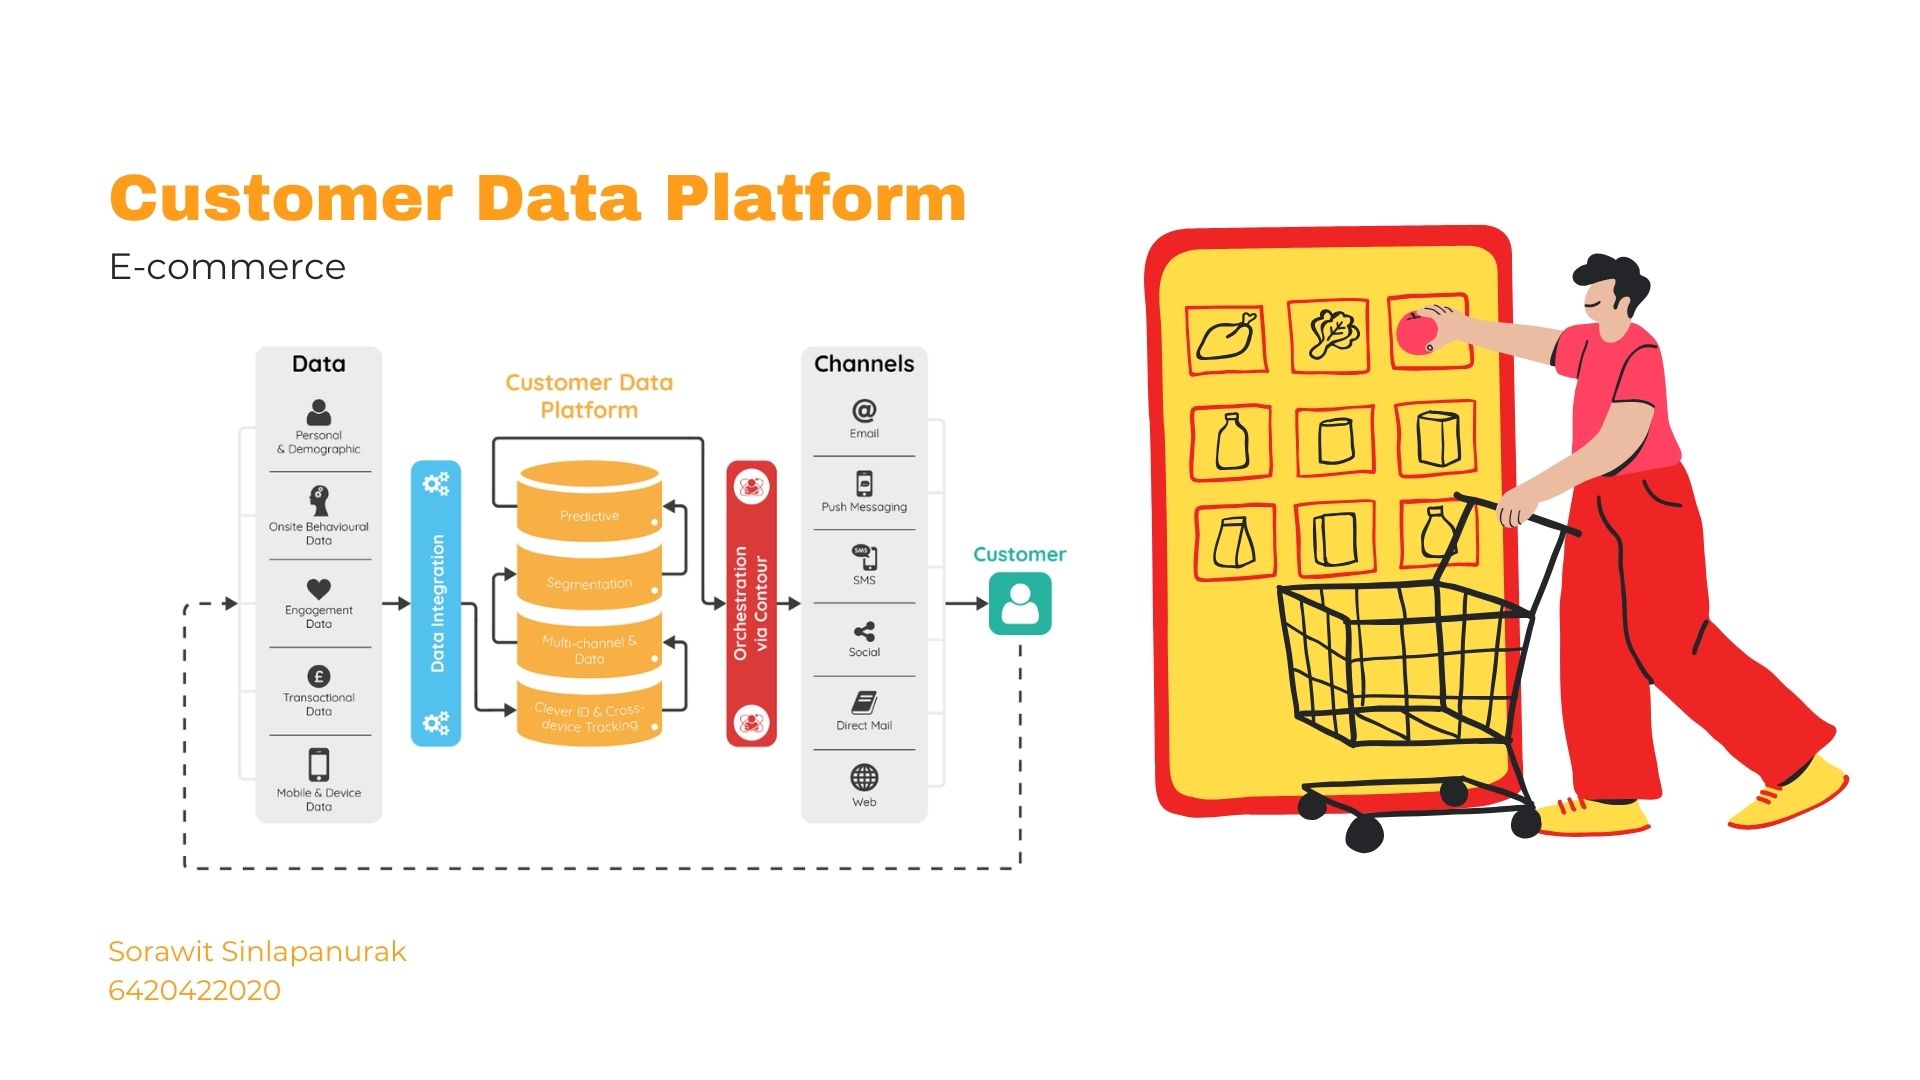 Customer Data Platform
E-commerce
Data
Personal
& Demographic
Onsite Behavioural
Data
Engagement
Data
Transactional
Data
Mobile & Device
Data
Data Integration
Customer Data
Platform
Predictive
Segmentation
Multi-channel &
Data
Clever ID & Cross-
device Tracking
Orchestration
via Contour
Channels
@
Email
Push Messaging
SMS
SMS
Social
Direct Mail
Web
Customer
£
Sorawit Sinlapanurak
6420422020